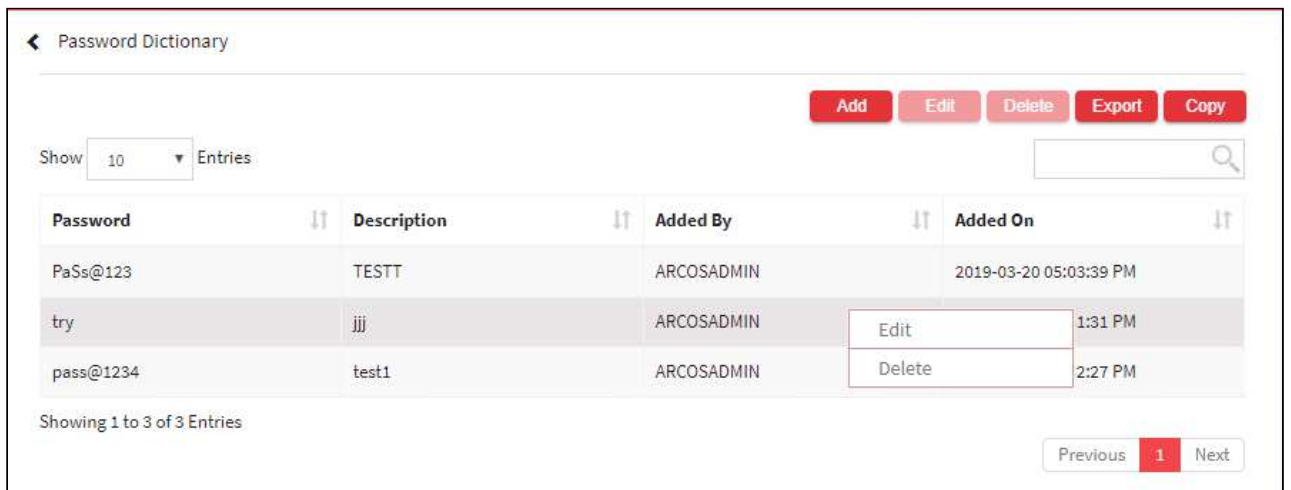 Password Dictionary
Add Edit Delete Export Copy
Show 10 Entries
Password Description Added By Added On
PaSs@123 TESTT ARCOSADMIN 2019-03-20 05:03:39 PM
try jjj ARCOSADMIN Edit 1:31 PM
pass@1234 test1 ARCOSADMIN Delete 2:27 PM
Showing 1 to 3 of 3 Entries
Previous 1 Next